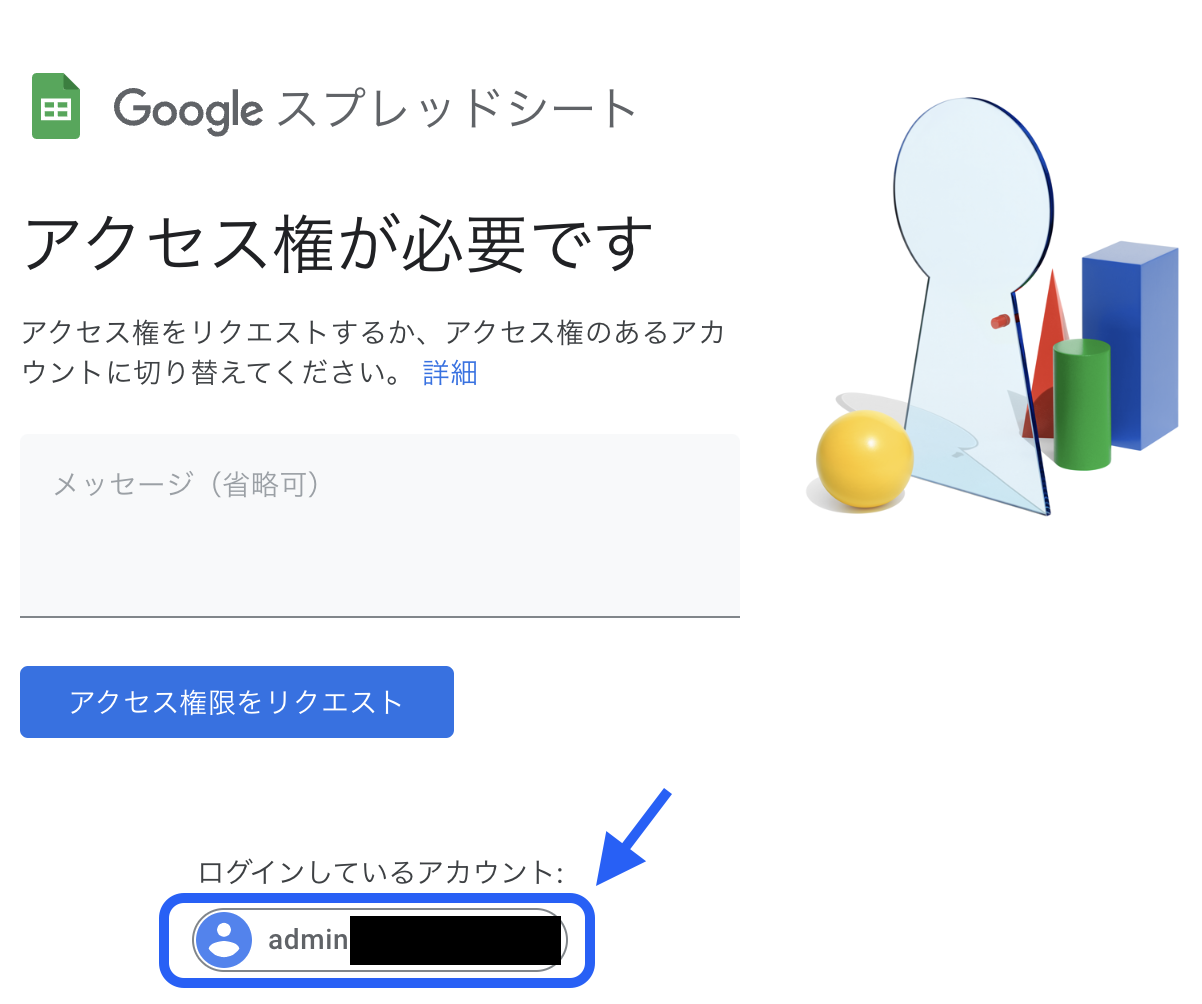 Google スプレッドシート
アクセス権が必要です
アクセス権をリクエストするか、アクセス権のあるアカ
ウントに切り替えてください。 詳細
メッセージ（省略可）
アクセス権限をリクエスト
ログインしているアカウント:
admin